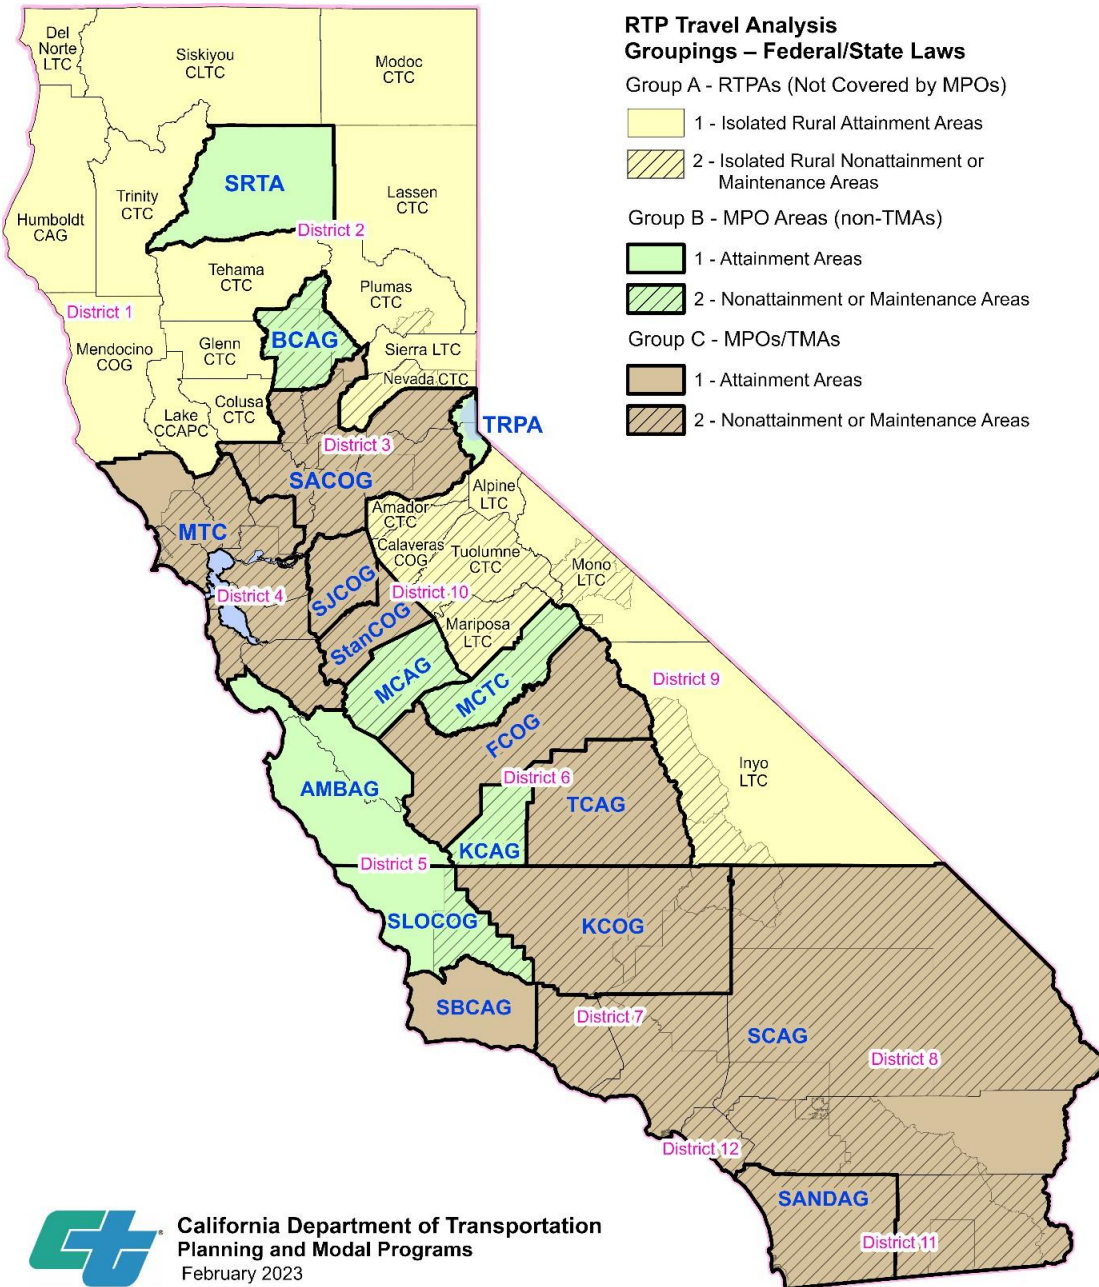 RTP Travel Analysis
Groupings – Federal/State Laws
Group A - RTPAs (Not Covered by MPOs)
1 - Isolated Rural Attainment Areas
2 - Isolated Rural Nonattainment or
Maintenance Areas
Group B - MPO Areas (non-TMAs)
1 - Attainment Areas
2 - Nonattainment or Maintenance Areas
Group C - MPOs/TMAs
1 - Attainment Areas
2 - Nonattainment or Maintenance Areas
Del
Norte
LTC
Siskiyou
CLTC
Modoc
CTC
SRTA
Trinity
CTC
Humboldt
CAG
Lassen
CTC
District 2
Tehama
CTC
Plumas
CTC
District 1
BCAG
Glenn
CTC
Mendocino
COG
Sierra LTC
Nevada CTC
Colusa
CTC
Lake
CCAPC
TRPA
District 3
SACOG
Alpine
LTC
Amador
CTC
MTC
Calaveras
COG
Tuolumne
CTC
Mono
LTC
SJCOG
District 4
District 10
StanCOG
Mariposa
LTC
MCAG
MCTC
District 9
FCOG
Inyo
LTC
District 6
AMBAG
TCAG
KCAG
District 5
SLOCOG
KCOG
SBCAG
District 7
SCAG
District 8
District 12
SANDAG
District 11
ct
California Department of Transportation
Planning and Modal Programs
February 2023